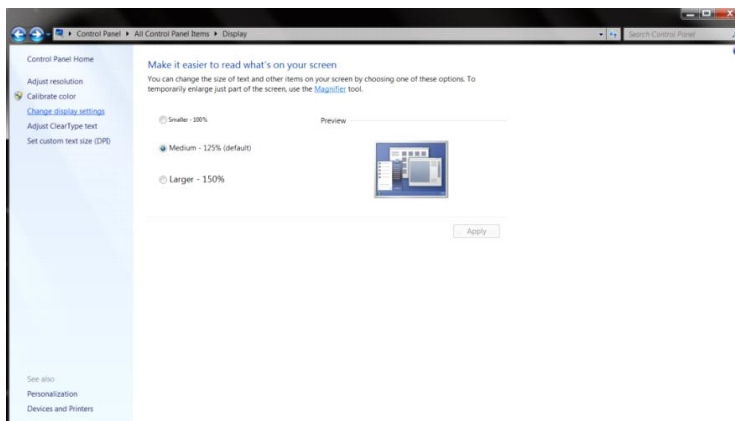 Control Panel ▸ All Control Panel Items ▸ Display
Search Control Panel
Control Panel Home
Adjust resolution
Calibrate color
Change display settings
Adjust ClearType text
Set custom text size (DPI)
Make it easier to read what's on your screen
You can change the size of text and other items on your screen by choosing one of these options. To
temporarily enlarge just part of the screen, use the Magnifier tool.
Smaller - 100%
Preview
Medium - 125% (default)
Larger - 150%
Apply
See also
Personalization
Devices and Printers